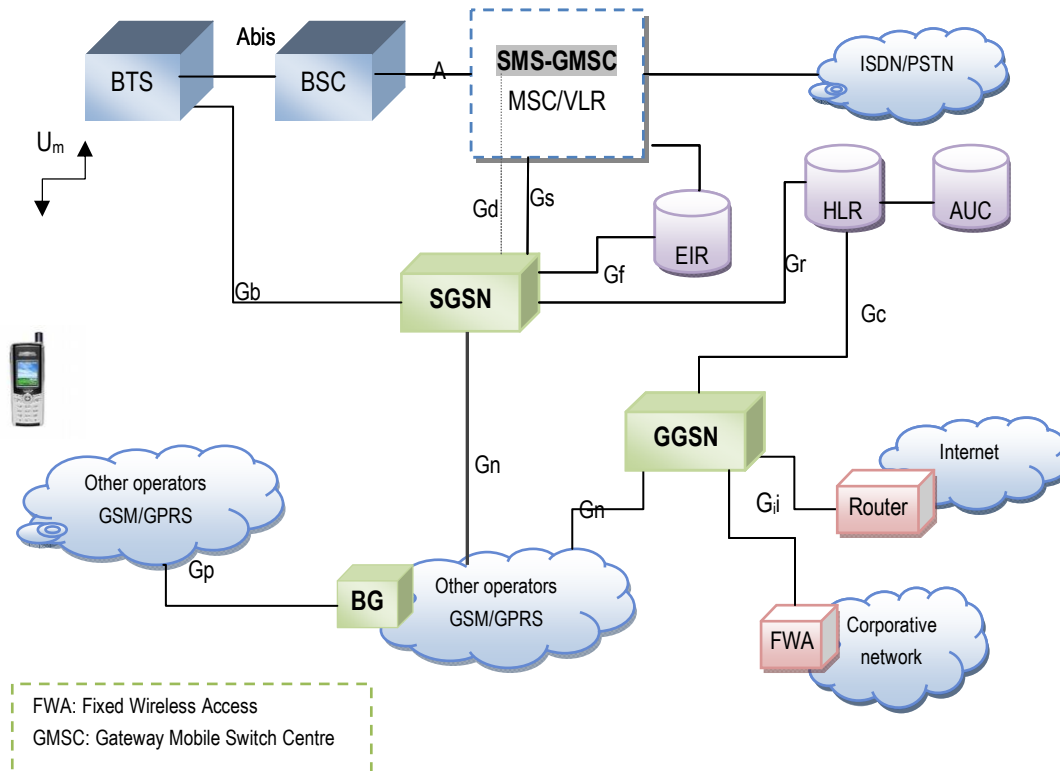 Abis
BTS
BSC
A
SMS-GMSC
MSC/VLR
ISDN/PSTN
Um
Gd
Gs
EIR
HLR
AUC
Gf
Gr
Gb
SGSN
Gc
Gn
GGSN
Internet
Other operators
GSM/GPRS
Gn
Gii
Router
Gp
BG
Other operators
GSM/GPRS
FWA
Corporative
network
FWA: Fixed Wireless Access
GMSC: Gateway Mobile Switch Centre